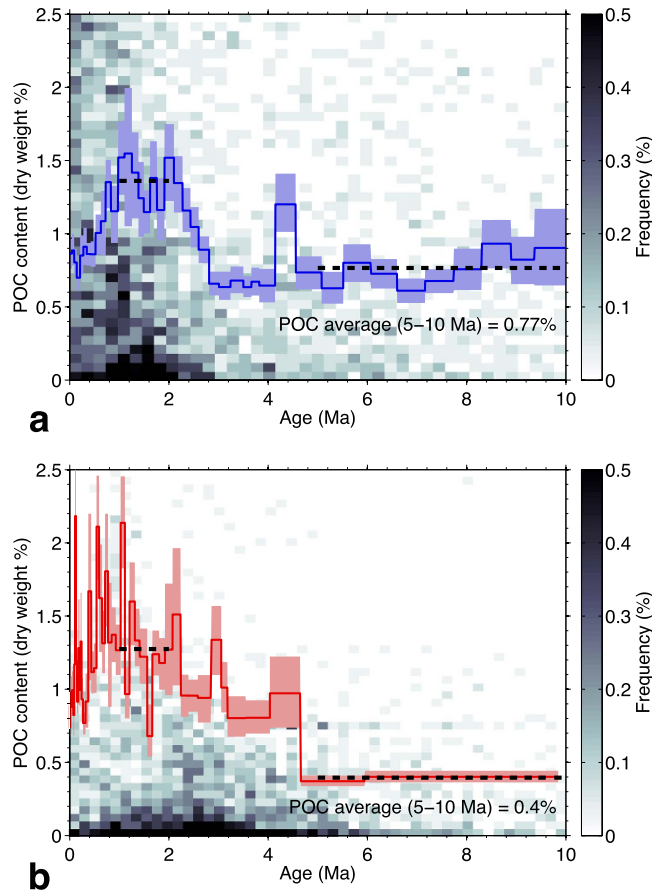 2.5
2
1.5
1
0.5
0
POC content (dry weight %)
POC average (5−10 Ma) = 0.77%
0 2 4 6 8 10
Age (Ma)
0.5
0.4
0.3
0.2
0.1
0
Frequency (%)
a
2.5
2
1.5
1
0.5
0
POC content (dry weight %)
POC average (5−10 Ma) = 0.4%
0 2 4 6 8 10
Age (Ma)
0.5
0.4
0.3
0.2
0.1
0
Frequency (%)
b